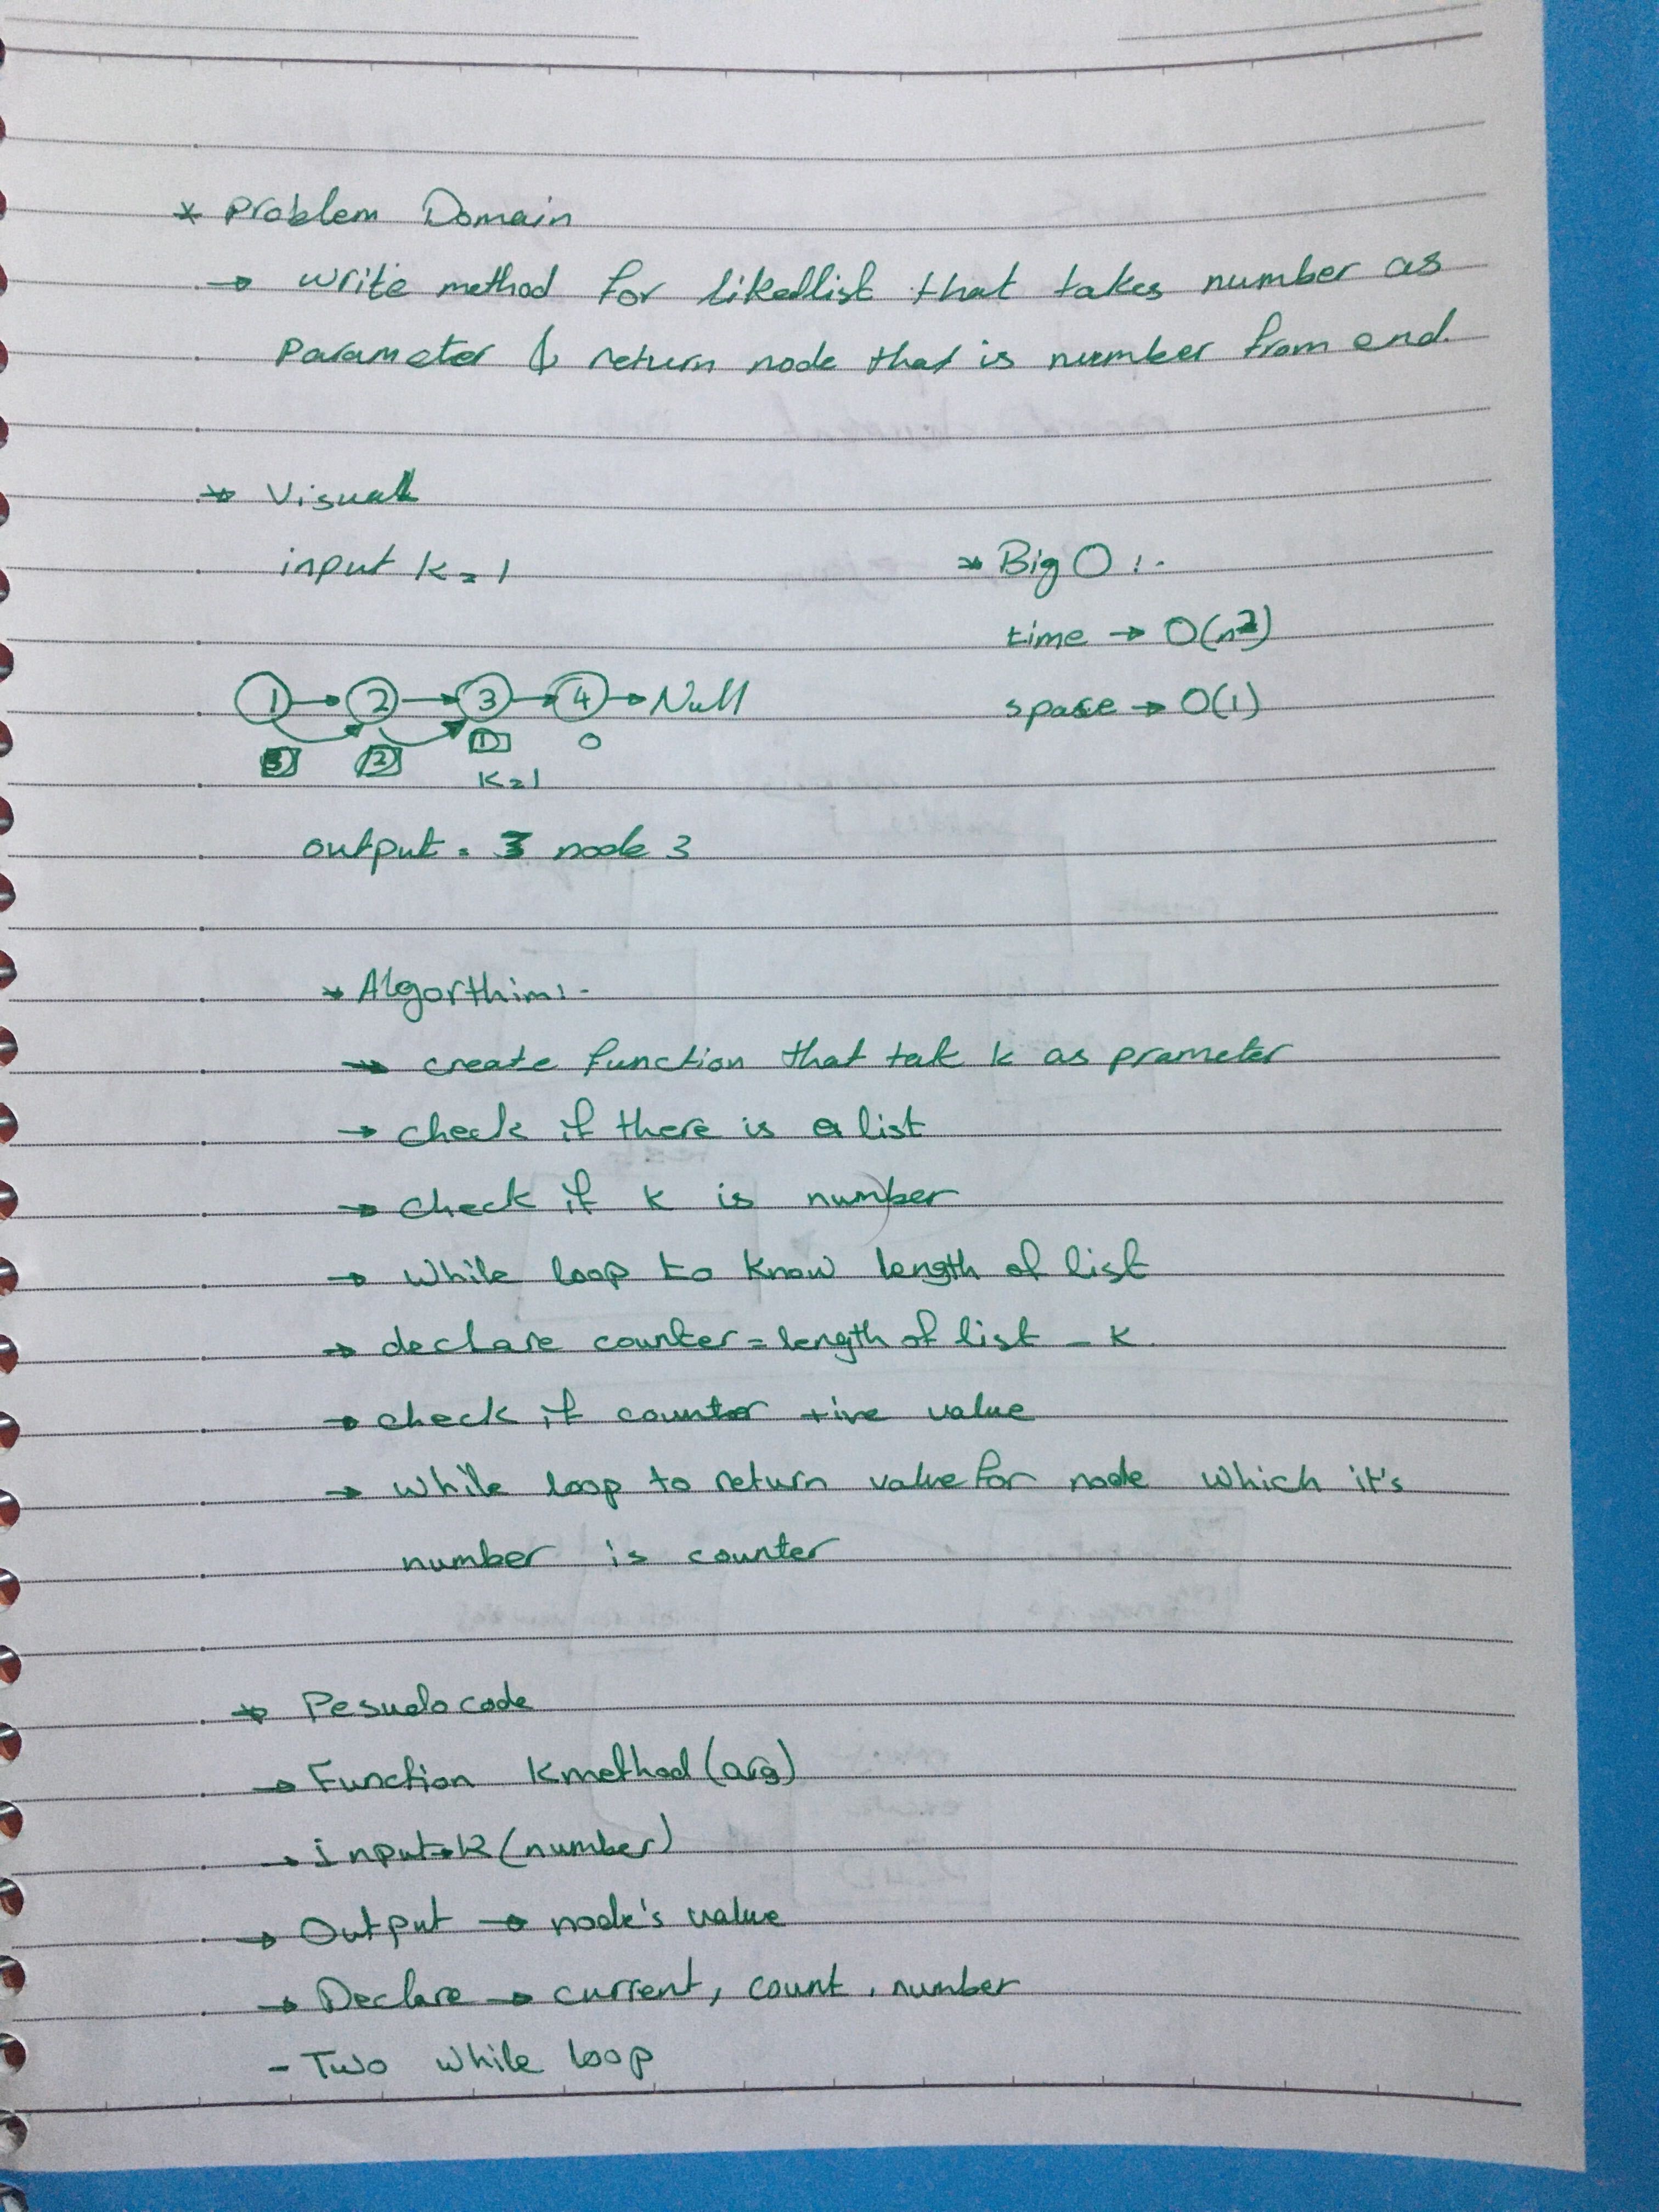 * Problem Domain
→ write method for likedlist that takes number as
Parameter & return node that is number from end.
* Visual
input k = 1
1 → 2 → 3 → 4 → Null
3 2 1 0
k=1
output = 3 node 3
* Big O :-
time → O(n²)
space → O(1)
* Algorthim:-
→ create function that tak k as prameter
→ check if there is a list
→ check if k is number
→ while loop to know length of list
→ declare counter = length of list - k
→ check if counter +ive value
→ while loop to return value for node which it's
number is counter
* Pesudocode
→ Function Kmethod (arg)
→ input → k (number)
→ Output → node's value
→ Declare → current, count, number
- Two while loop